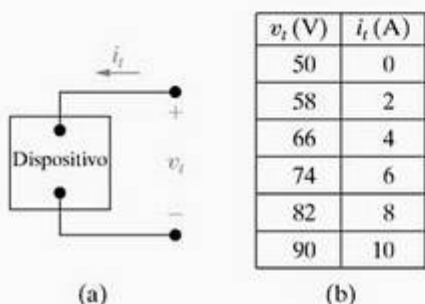 i_t
+
Dispositivo
v_t
−
(a)
v_t (V) i_t (A)
50 0
58 2
66 4
74 6
82 8
90 10
(b)